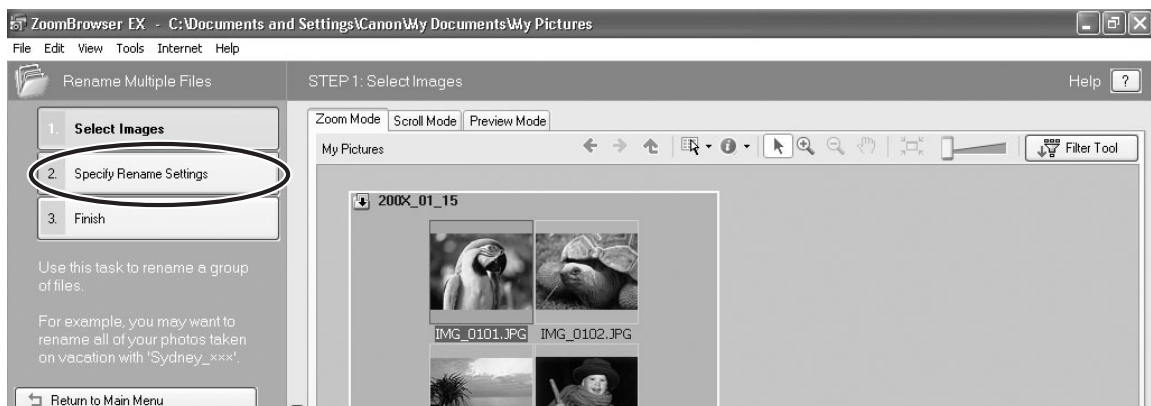 ZoomBrowser EX - C:\Documents and Settings\Canon\My Documents\My Pictures
File Edit View Tools Internet Help
Rename Multiple Files
STEP 1: Select Images
Help ?
1. Select Images
2. Specify Rename Settings
3. Finish
Use this task to rename a group
of files.
For example, you may want to
rename all of your photos taken
on vacation with 'Sydney_×××'.
Return to Main Menu
Zoom Mode Scroll Mode Preview Mode
My Pictures
Filter Tool
200X_01_15
IMG_0101.JPG IMG_0102.JPG